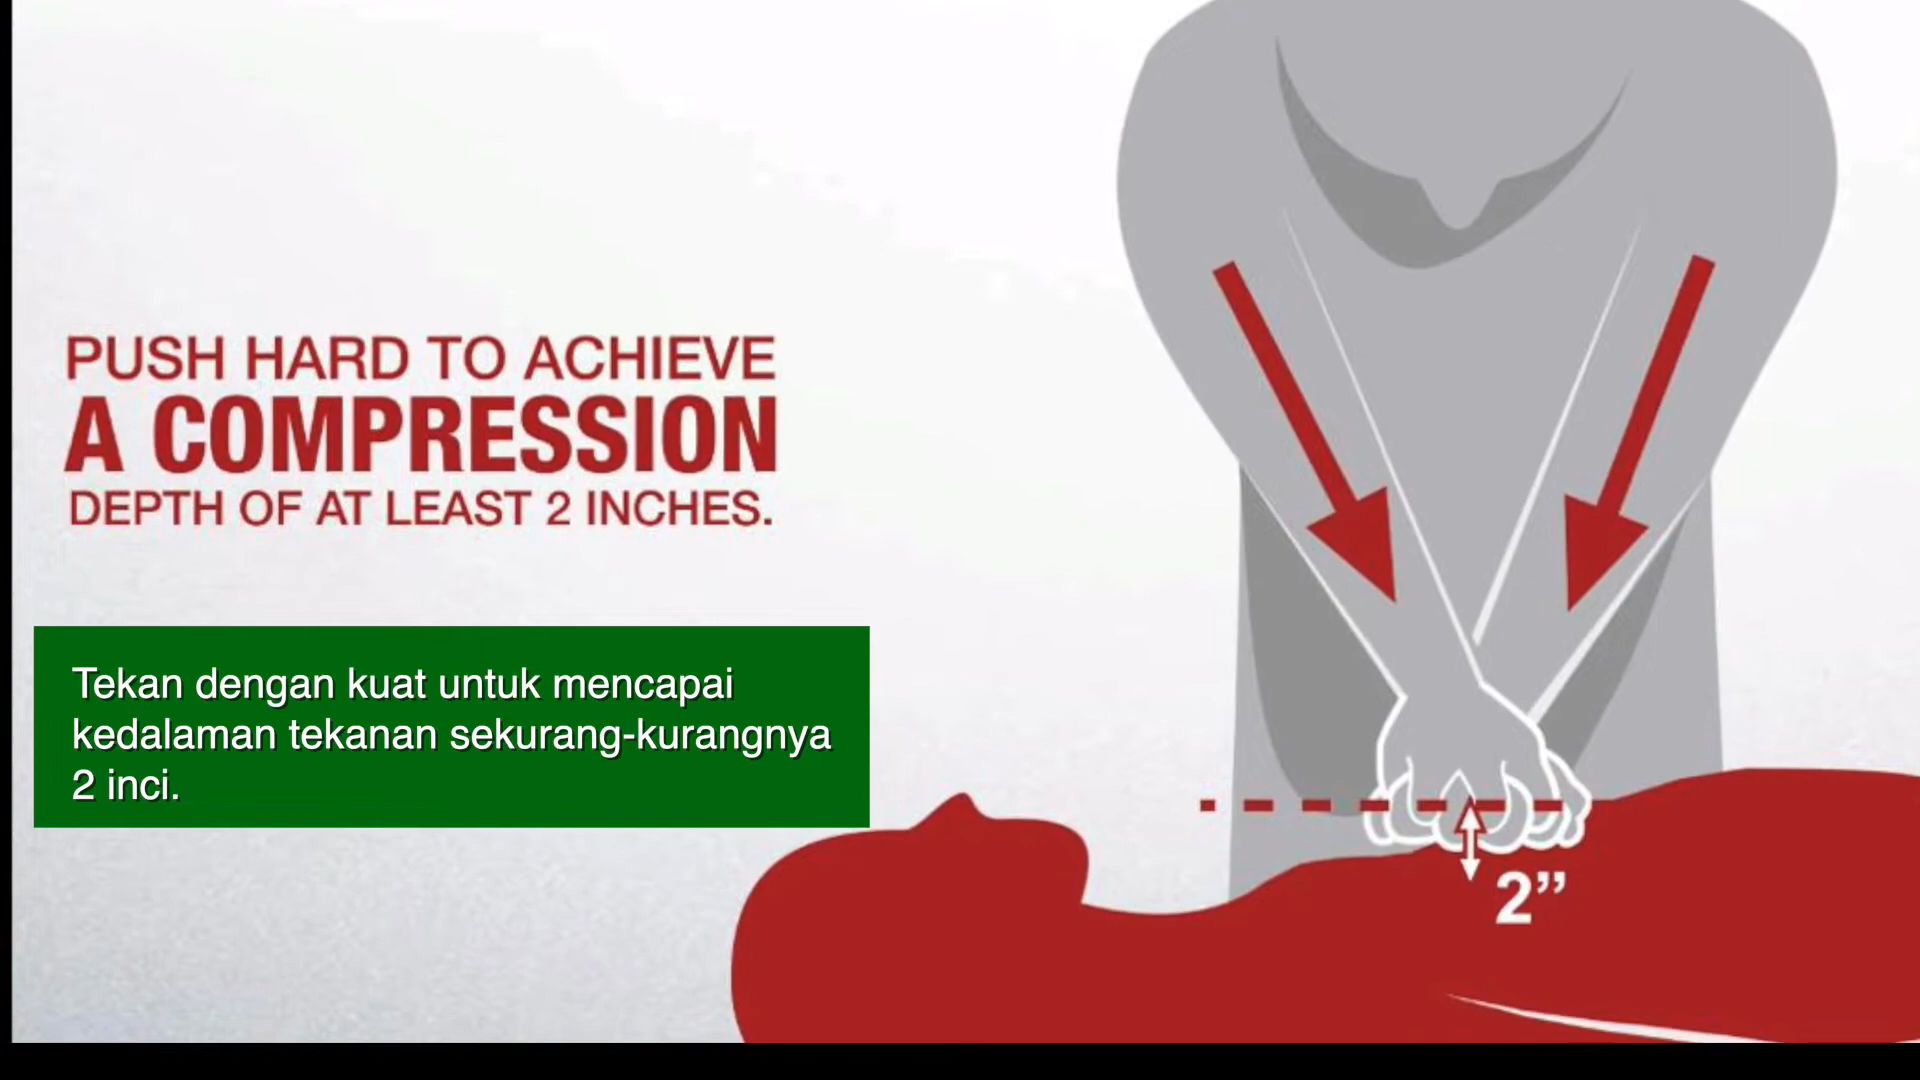 PUSH HARD TO ACHIEVE
A COMPRESSION
DEPTH OF AT LEAST 2 INCHES.
Tekan dengan kuat untuk mencapai
kedalaman tekanan sekurang-kurangnya
2 inci.
2”